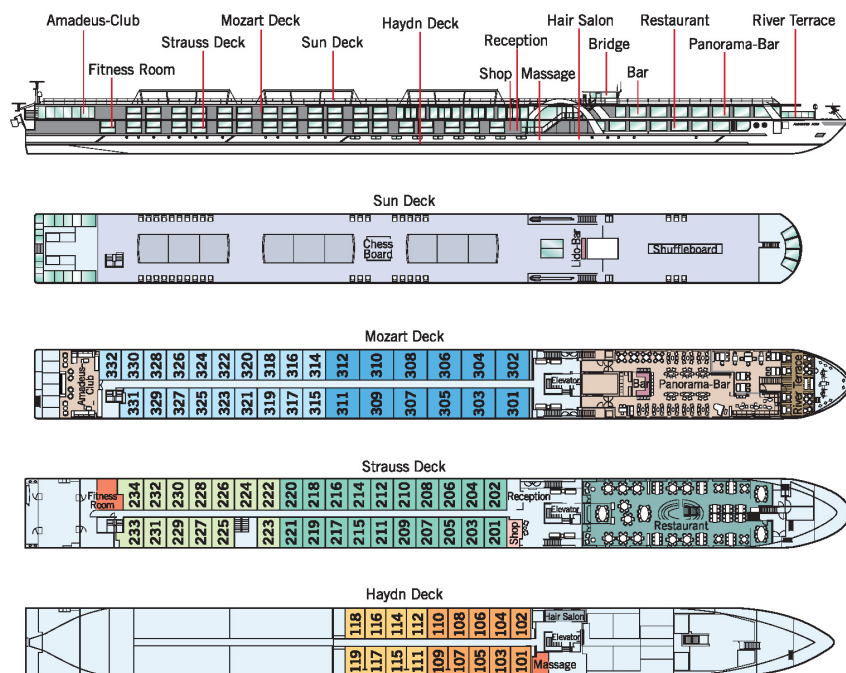 Amadeus-Club
Mozart Deck
Haydn Deck
Hair Salon
Restaurant
River Terrace
Strauss Deck
Sun Deck
Reception
Bridge
Panorama-Bar
Fitness Room
Shop
Massage
Bar
Sun Deck
Chess
Board
Lido-Bar
Shuffleboard
Mozart Deck
Amadeus-
Club
332 330 328 326 324 322 320 318 316 314 312 310 308 306 304 302
331 329 327 325 323 321 319 317 315 311 309 307 305 303 301
Elevator
Bar
Panorama-Bar
River Terrace
Strauss Deck
Fitness
Room
234 232 230 228 226 224 222 220 218 216 214 212 210 208 206 204 202
233 231 229 227 225 223 221 219 217 215 211 209 207 205 203 201
Reception
Shop
Elevator
Restaurant
Haydn Deck
118 116 114 112 110 108 106 104 102
119 117 115 111 109 107 105 103 101
Hair Salon
Elevator
Massage